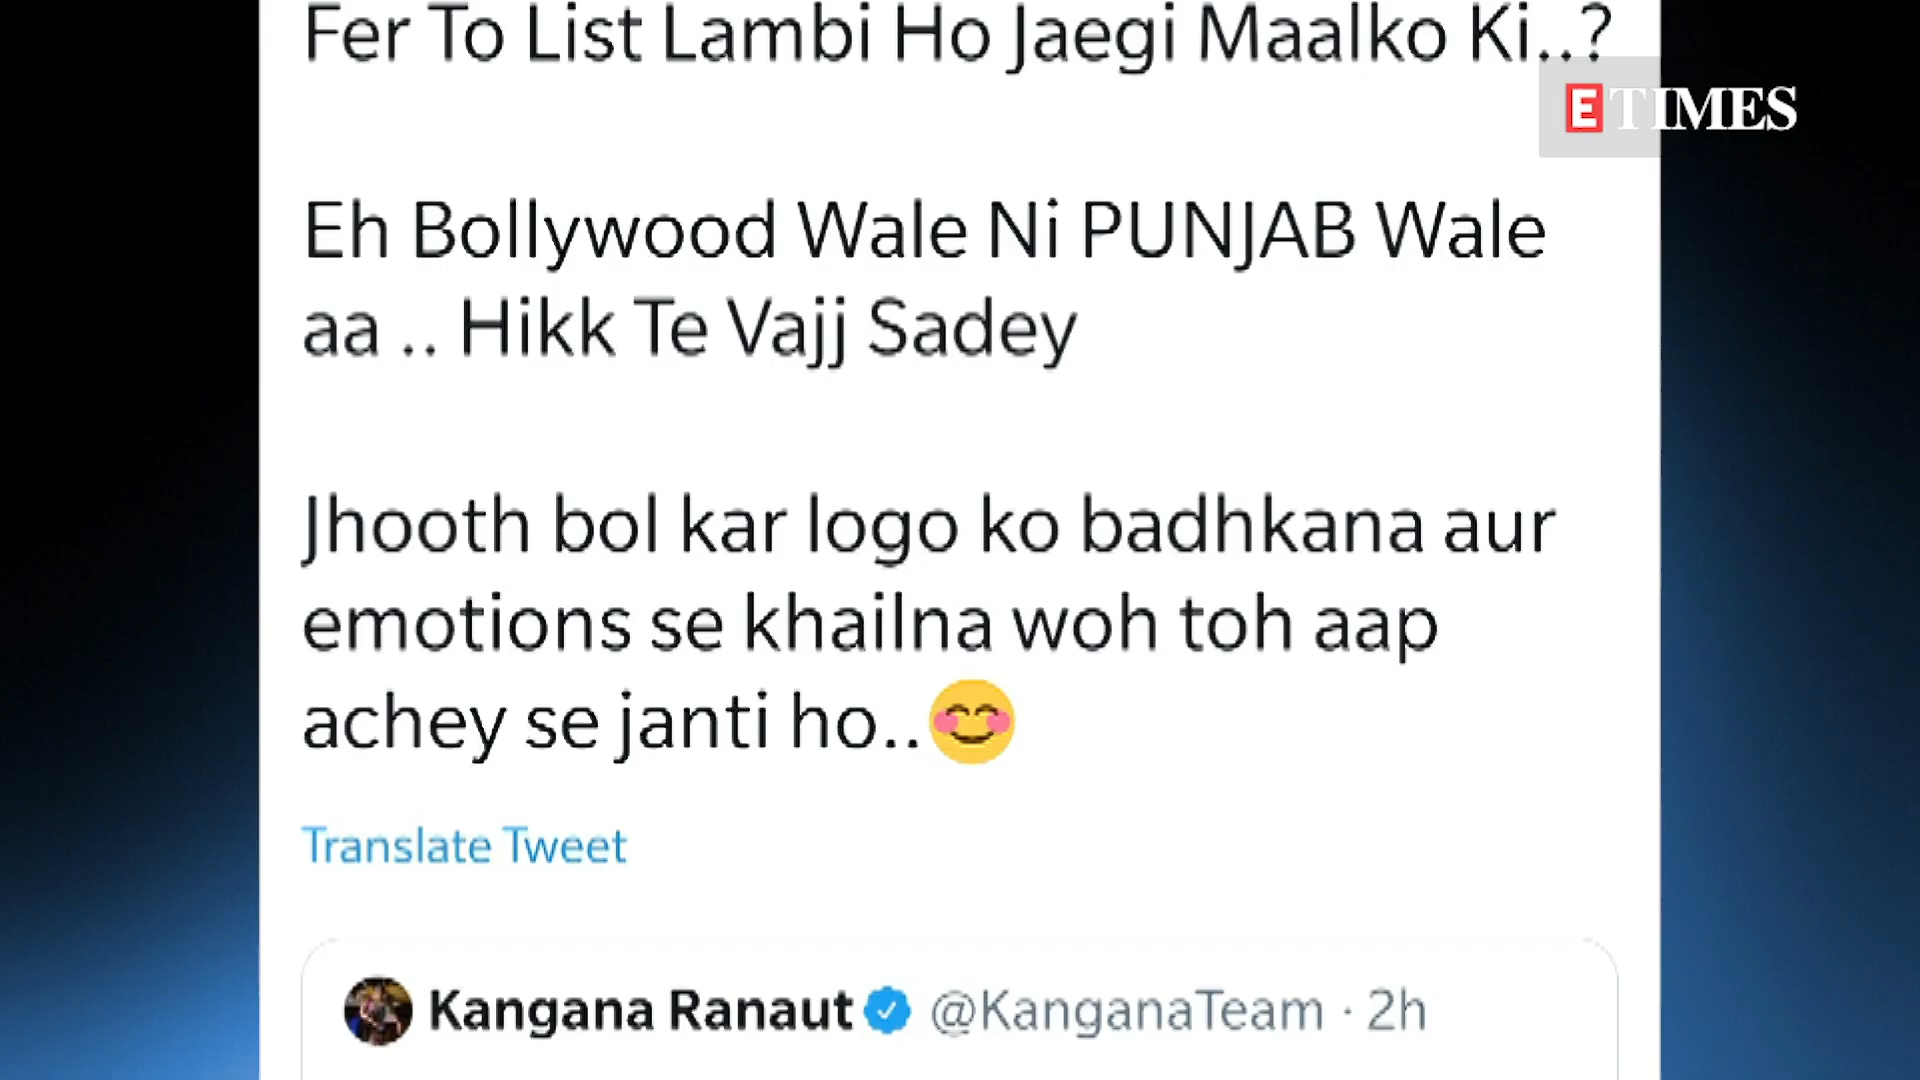 Fer To List Lambi Ho Jaegi Maalko Ki..?
E TIMES
Eh Bollywood Wale Ni PUNJAB Wale
aa .. Hikk Te Vajj Sadey
Jhooth bol kar logo ko badhkana aur
emotions se khailna woh toh aap
achey se janti ho..😊
Translate Tweet
Kangana Ranaut @KanganaTeam · 2h